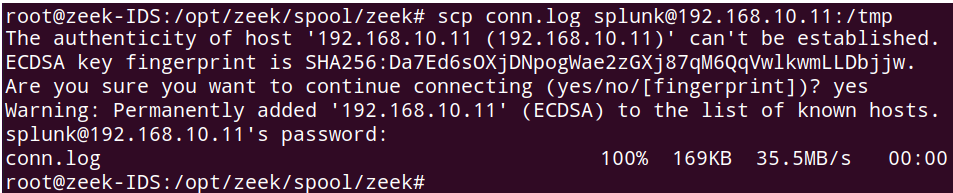 root@zeek-IDS:/opt/zeek/spool/zeek# scp conn.log splunk@192.168.10.11:/tmp
The authenticity of host '192.168.10.11 (192.168.10.11)' can't be established.
ECDSA key fingerprint is SHA256:Da7Ed6sOXjDNpogWae2zGXj87qM6QqVwlkwmLLDbjjw.
Are you sure you want to continue connecting (yes/no/[fingerprint])? yes
Warning: Permanently added '192.168.10.11' (ECDSA) to the list of known hosts.
splunk@192.168.10.11's password:
conn.log 100% 169KB 35.5MB/s 00:00
root@zeek-IDS:/opt/zeek/spool/zeek#